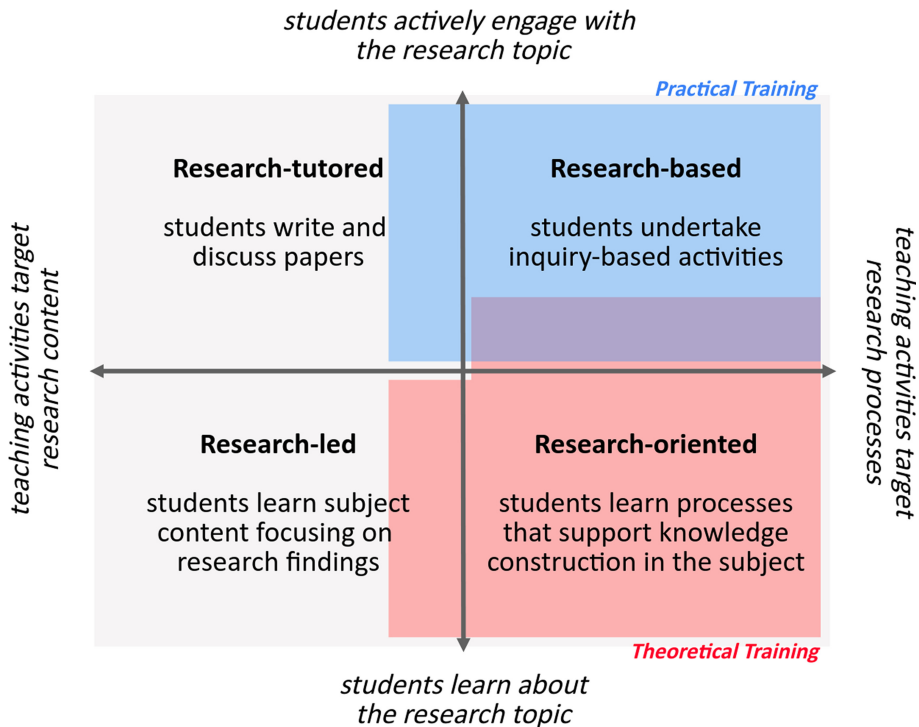 students actively engage with
the research topic
Practical Training
Research-tutored
students write and
discuss papers
Research-based
students undertake
inquiry-based activities
teaching activities target
research content
teaching activities target
research processes
Research-led
students learn subject
content focusing on
research findings
Research-oriented
students learn processes
that support knowledge
construction in the subject
Theoretical Training
students learn about
the research topic